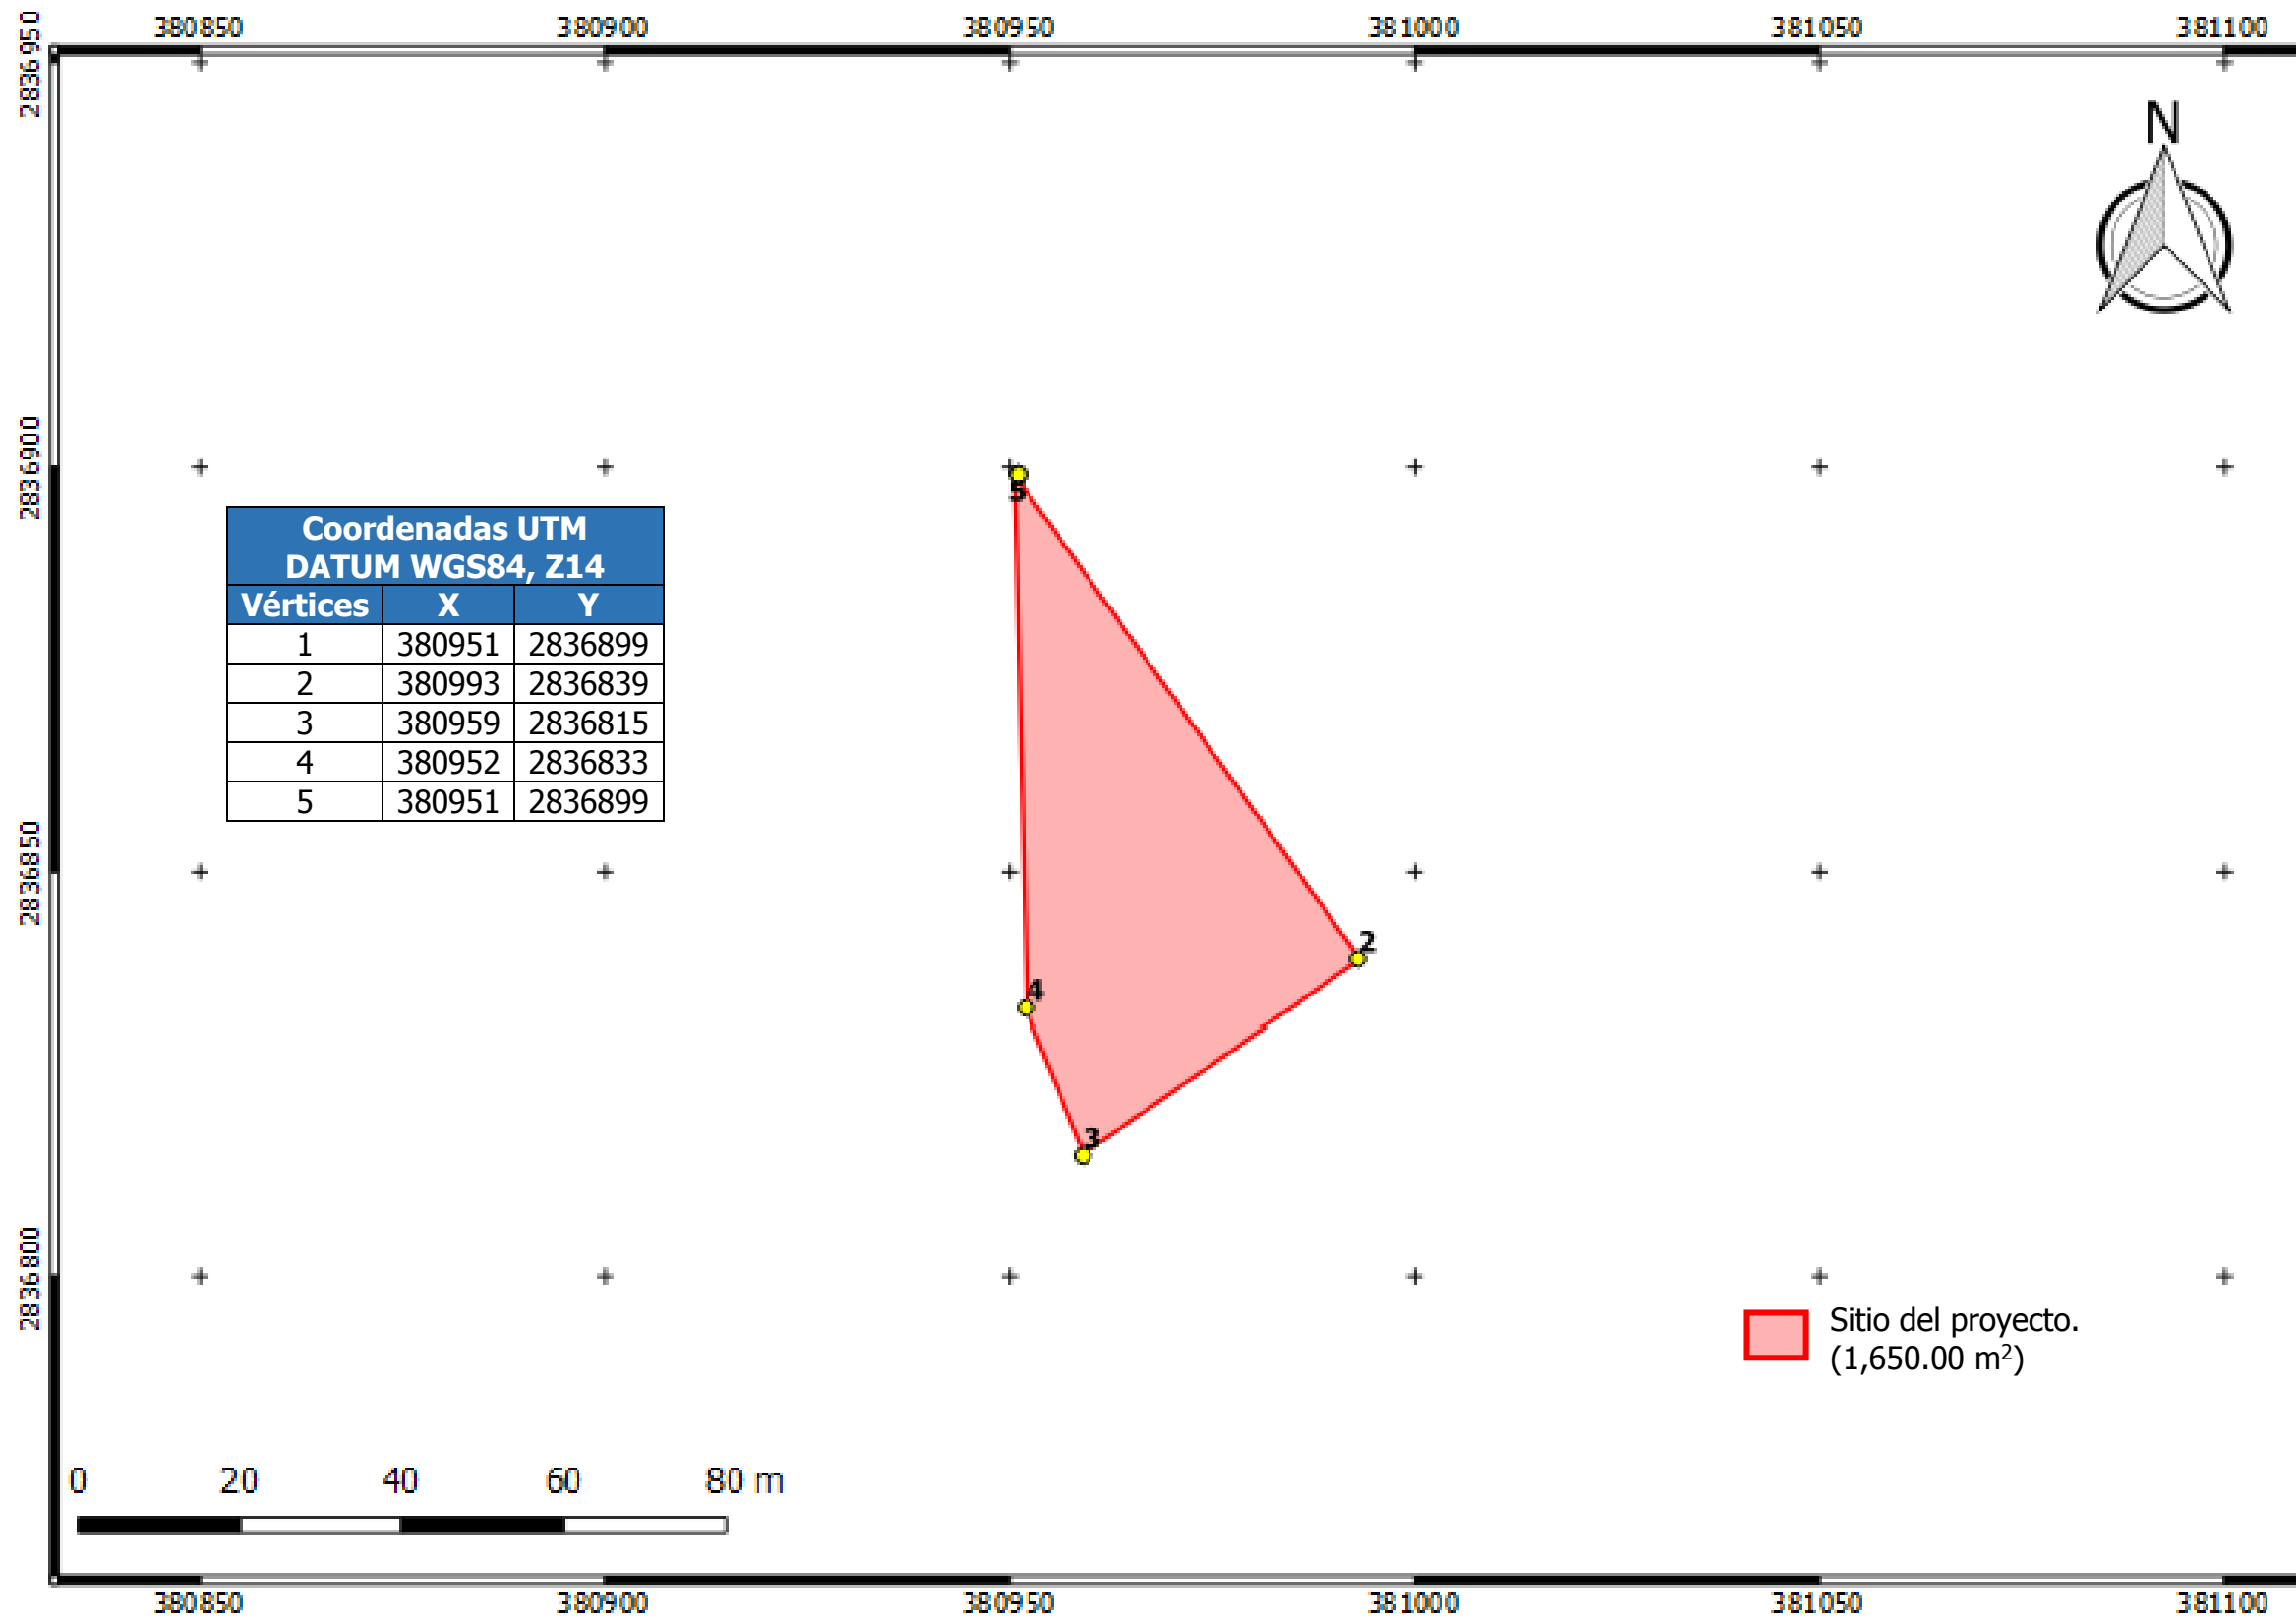 380850 380900 380950 381000 381050 381100
2836950
N
2836900
5
Coordenadas UTM
DATUM WGS84, Z14
Vértices X Y
1 380951 2836899
2 380993 2836839
3 380959 2836815
4 380952 2836833
5 380951 2836899
2836850
2
4
3
2836800
Sitio del proyecto.
(1,650.00 m²)
0 20 40 60 80 m
380850 380900 380950 381000 381050 381100